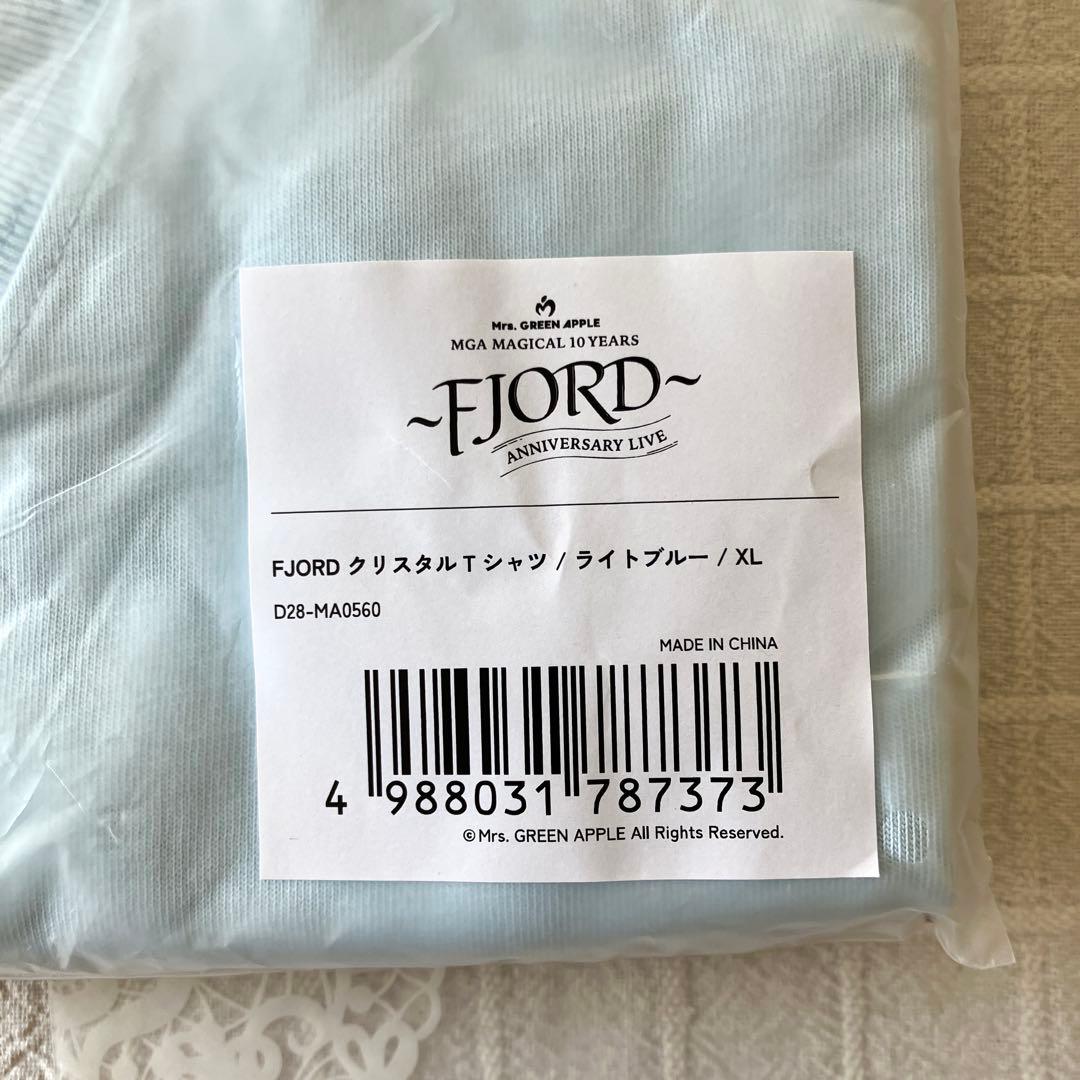 Mrs. GREEN APPLE
MGA MAGICAL 10 YEARS
~FJORD~
ANNIVERSARY LIVE
FJORD クリスタルTシャツ / ライトブルー / XL
D28-MA0560
MADE IN CHINA
4 988031 787373
©Mrs. GREEN APPLE All Rights Reserved.